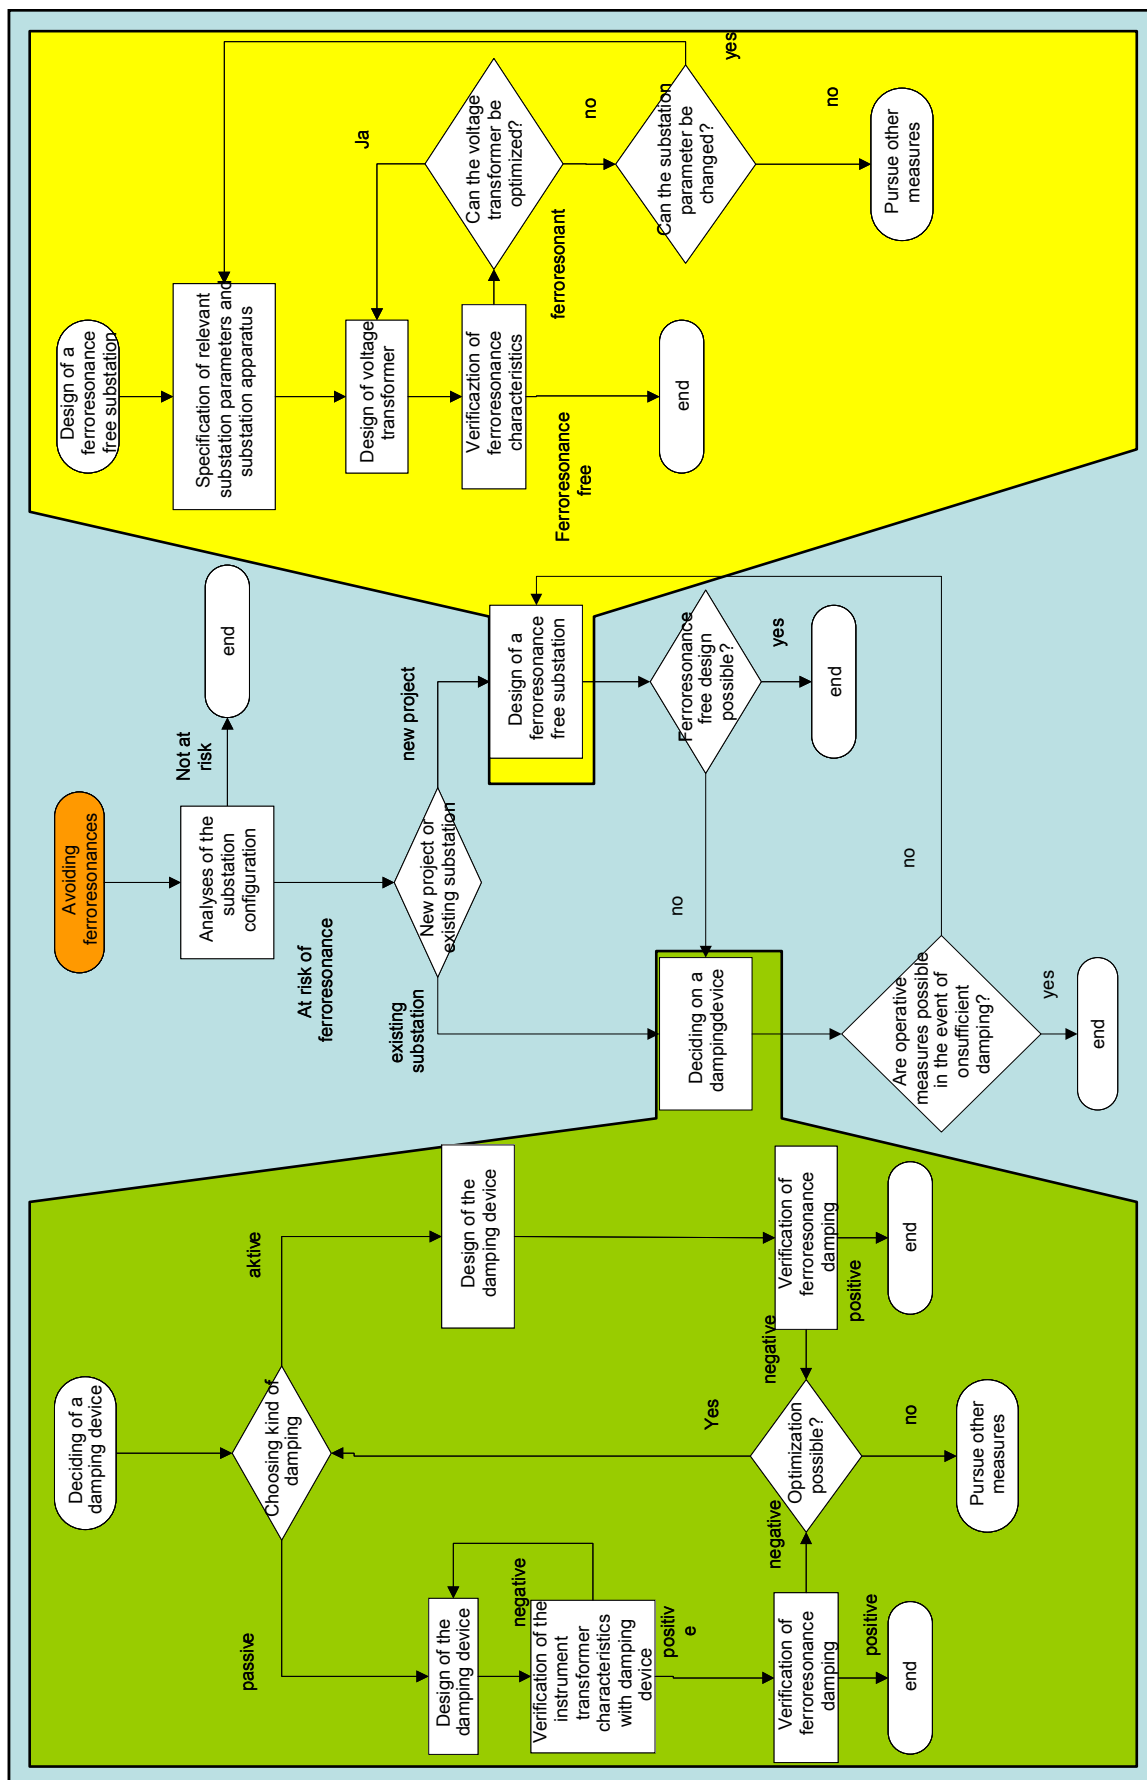 Deciding of a
damping device
Choosing kind of
damping
passive
aktive
Design of the
damping device
negative
Verification of the
instrument
transformer
characteristics
with damping
device
positiv
e
Verification of
ferroresonance
damping
positive
end
negative
Optimization
possible?
Yes
no
Pursue other
measures
Design of the
damping device
Verification of
ferroresonance
damping
negative
positive
end
Avoiding
ferroresonances
Analyses of the
substation
configuration
Not at
risk
end
At risk of
ferroresonance
New project or
existing substation
existing
substation
new project
Deciding on a
dampingdevice
Design of a
ferroresonance
free substation
Ferroresonance
free design
possible?
no
yes
end
Are operative
measures possible
in the event of
onsufficient
damping?
no
yes
end
Design of a
ferroresonance
free substation
Specification of relevant
substation parameters and
substation apparatus
Design of voltage
transformer
Ja
Verificaztion of
ferroresonance
characteristics
Ferroresonance
free
end
ferroresonant
Can the voltage
transformer be
optimized?
no
Can the substation
parameter be
changed?
yes
no
Pursue other
measures